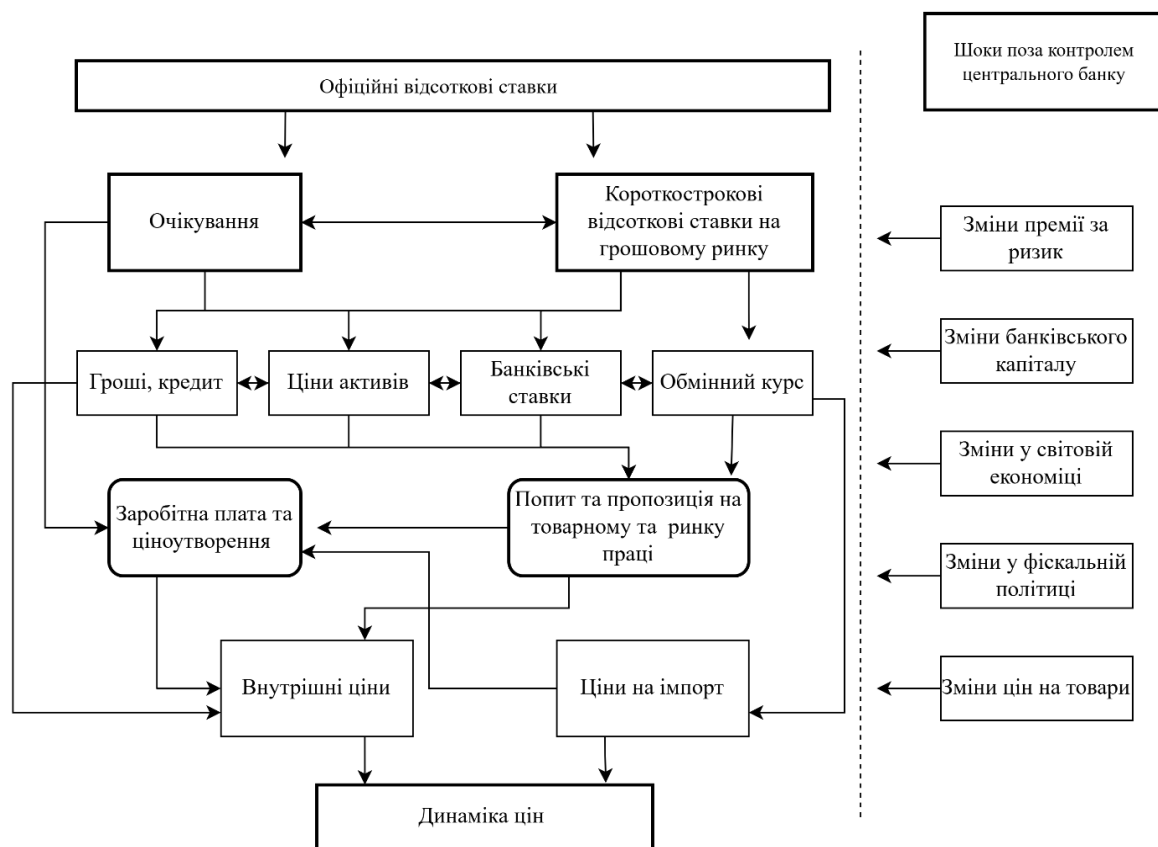 Шоки поза контролем
центрального банку
Офіційні відсоткові ставки
Очікування
Короткострокові
відсоткові ставки на
грошовому ринку
Зміни премії за
ризик
Зміни банківського
капіталу
Гроші, кредит
Ціни активів
Банківські
ставки
Обмінний курс
Зміни у світовій
економіці
Заробітна плата та
ціноутворення
Попит та пропозиція на
товарному та ринку
праці
Зміни у фіскальній
політиці
Внутрішні ціни
Ціни на імпорт
Зміни цін на товари
Динаміка цін